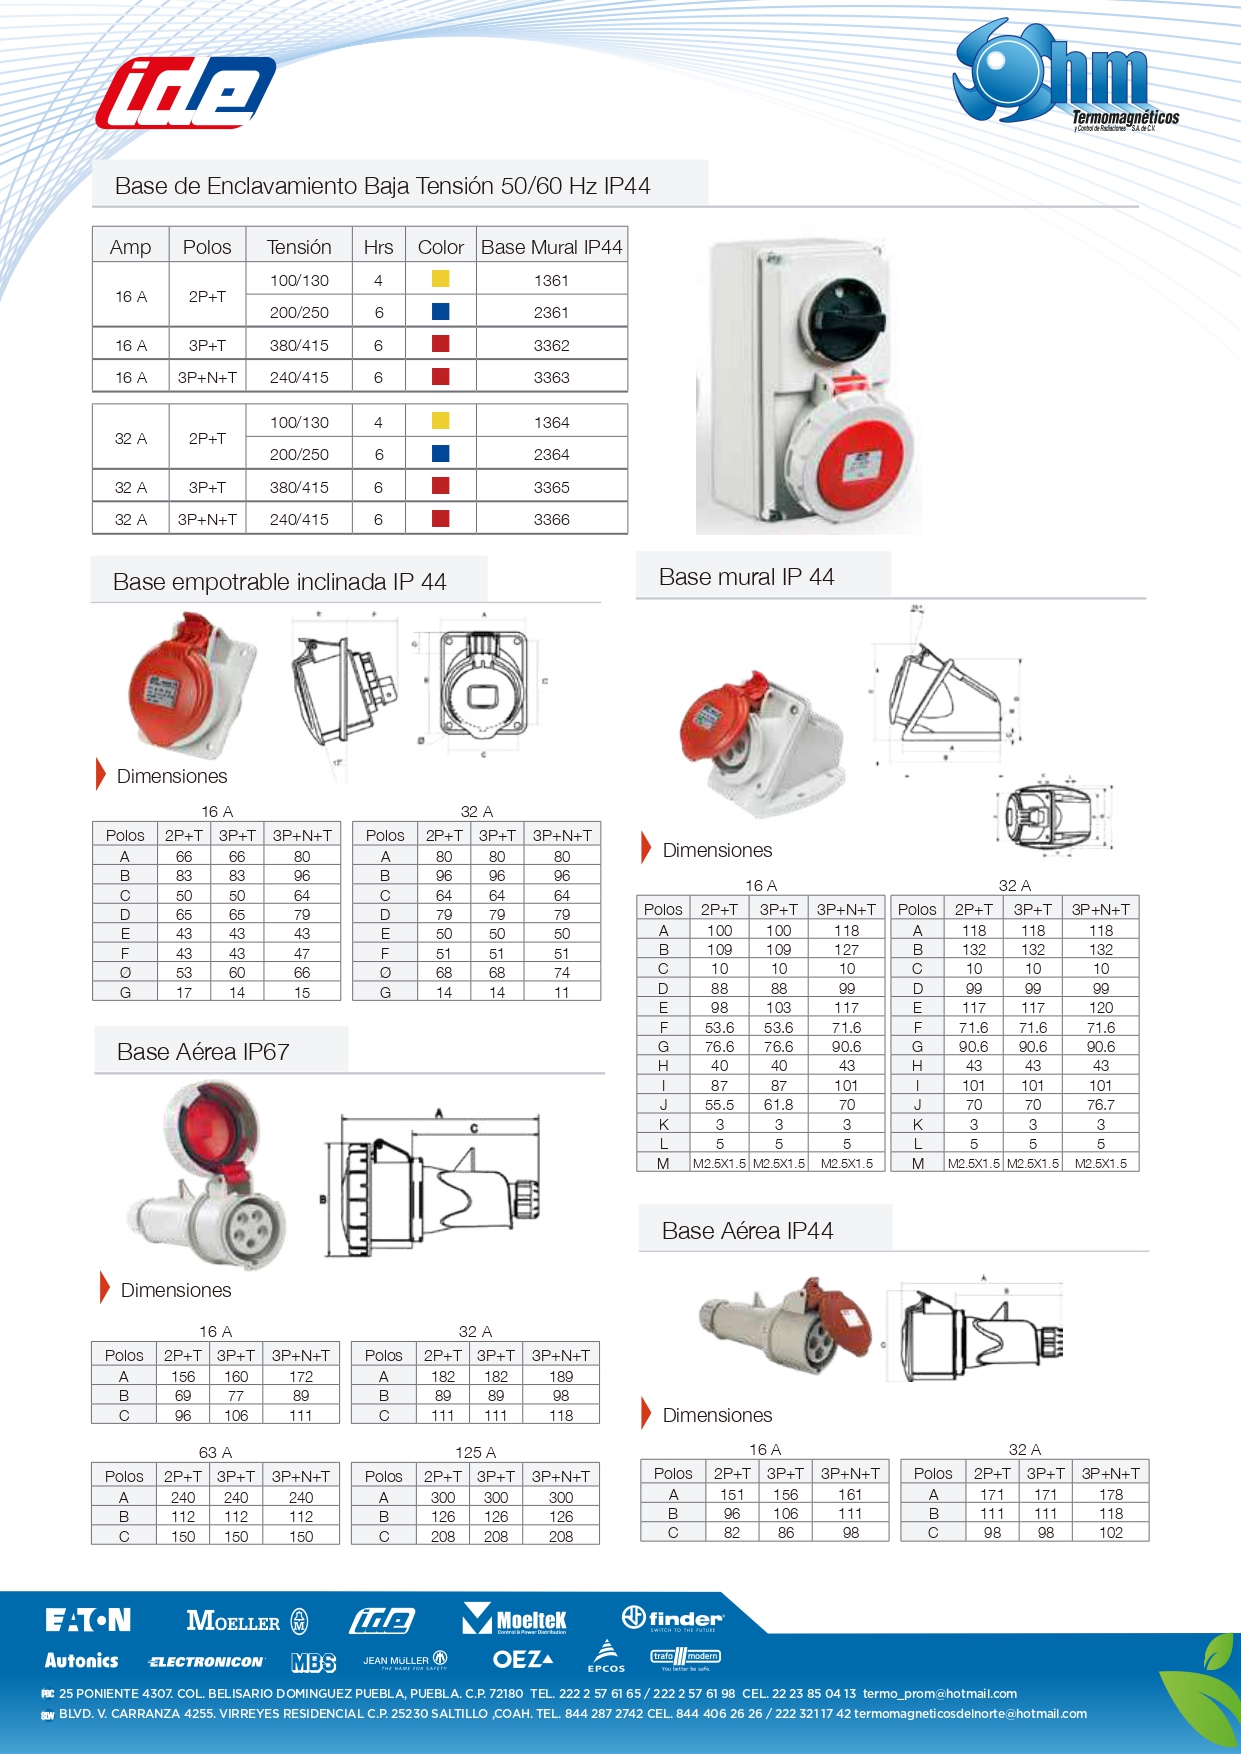 ide
Ohm
Termomagnéticos
y Control de Radiaciones S.A. de C.V.
Base de Enclavamiento Baja Tensión 50/60 Hz IP44
Amp Polos Tensión Hrs Color Base Mural IP44
16 A 2P+T 100/130 4 1361
200/250 6 2361
16 A 3P+T 380/415 6 3362
16 A 3P+N+T 240/415 6 3363
32 A 2P+T 100/130 4 1364
200/250 6 2364
32 A 3P+T 380/415 6 3365
32 A 3P+N+T 240/415 6 3366
Base empotrable inclinada IP 44
Dimensiones
16 A
Polos 2P+T 3P+T 3P+N+T
A 66 66 80
B 83 83 96
C 50 50 64
D 65 65 79
E 43 43 43
F 43 43 47
Ø 53 60 66
G 17 14 15
32 A
Polos 2P+T 3P+T 3P+N+T
A 80 80 80
B 96 96 96
C 64 64 64
D 79 79 79
E 50 50 50
F 51 51 51
Ø 68 68 74
G 14 14 11
Base mural IP 44
Dimensiones
16 A
Polos 2P+T 3P+T 3P+N+T
A 100 100 118
B 109 109 127
C 10 10 10
D 88 88 99
E 98 103 117
F 53.6 53.6 71.6
G 76.6 76.6 90.6
H 40 40 43
I 87 87 101
J 55.5 61.8 70
K 3 3 3
L 5 5 5
M M2.5X1.5 M2.5X1.5 M2.5X1.5
32 A
Polos 2P+T 3P+T 3P+N+T
A 118 118 118
B 132 132 132
C 10 10 10
D 99 99 99
E 117 117 120
F 71.6 71.6 71.6
G 90.6 90.6 90.6
H 43 43 43
I 101 101 101
J 70 70 76.7
K 3 3 3
L 5 5 5
M M2.5X1.5 M2.5X1.5 M2.5X1.5
Base Aérea IP67
A
C
B
Dimensiones
16 A
Polos 2P+T 3P+T 3P+N+T
A 156 160 172
B 69 77 89
C 96 106 111
32 A
Polos 2P+T 3P+T 3P+N+T
A 182 182 189
B 89 89 98
C 111 111 118
63 A
Polos 2P+T 3P+T 3P+N+T
A 240 240 240
B 112 112 112
C 150 150 150
125 A
Polos 2P+T 3P+T 3P+N+T
A 300 300 300
B 126 126 126
C 208 208 208
Base Aérea IP44
A
B
C
Dimensiones
16 A
Polos 2P+T 3P+T 3P+N+T
A 151 156 161
B 96 106 111
C 82 86 98
32 A
Polos 2P+T 3P+T 3P+N+T
A 171 171 178
B 111 111 118
C 98 98 102
EATON MOELLER ide Moeltek finder
Control & Power Distribution
SWITCH TO THE FUTURE
Autonics ELECTRONICON MBS JEAN MÜLLER OEZ EPCOS trafo modern
THE NAME FOR SAFETY
You better be safe.
25 PONIENTE 4307. COL. BELISARIO DOMINGUEZ PUEBLA, PUEBLA. C.P. 72180 TEL. 222 2 57 61 65 / 222 2 57 61 98 CEL. 22 23 85 04 13 termo_prom@hotmail.com
BLVD. V. CARRANZA 4255. VIRREYES RESIDENCIAL C.P. 25230 SALTILLO ,COAH. TEL. 844 287 2742 CEL. 844 406 26 26 / 222 321 17 42 termomagneticosdelnorte@hotmail.com